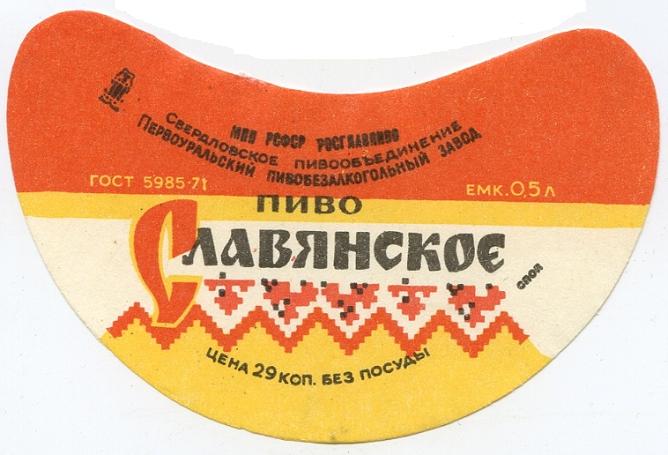 МПП РСФСР РОСГЛАВПИВО
СВЕРДЛОВСКОЕ ПИВООБЪЕДИНЕНИЕ
ПЕРВОУРАЛЬСКИЙ ПИВОБЕЗАЛКОГОЛЬНЫЙ ЗАВОД
ГОСТ 5985-71
ЕМК. 0,5 Л
ПИВО
СЛАВЯНСКОЕ
ЦЕНА 29 КОП. БЕЗ ПОСУДЫ